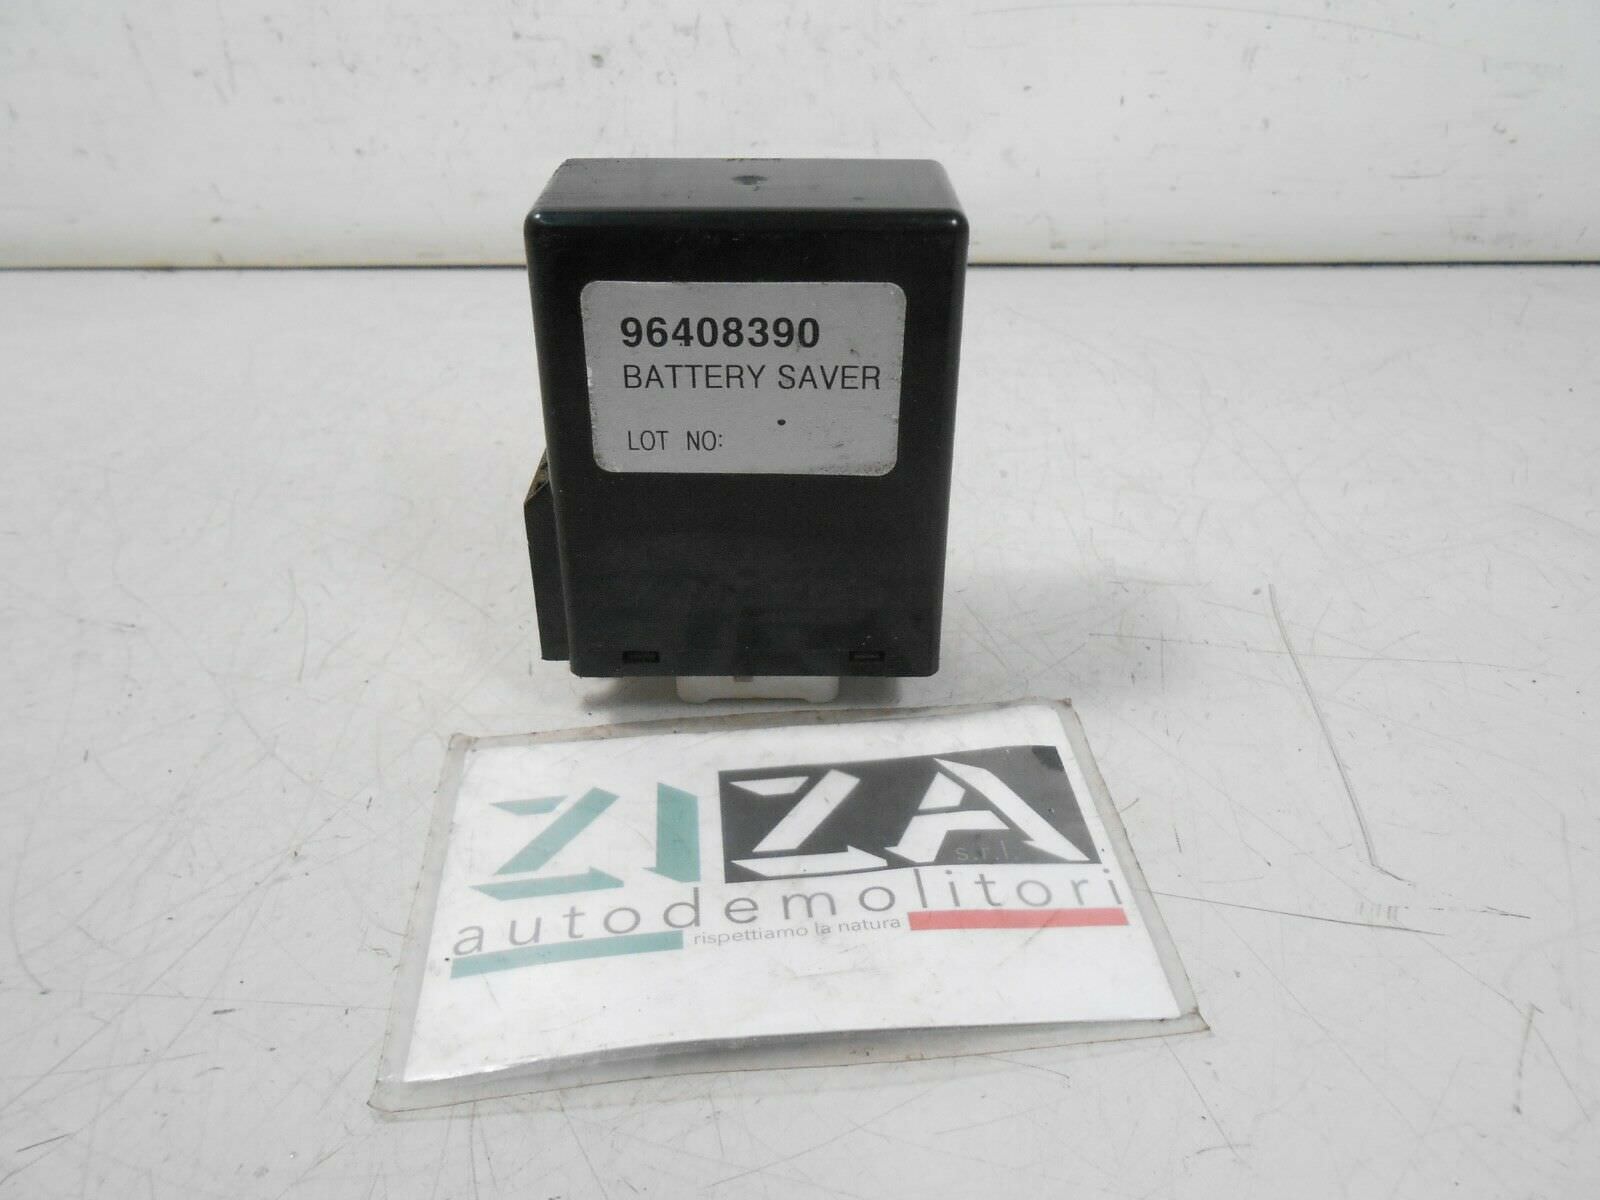 96408390
BATTERY SAVER
LOT NO:
ZIZA
s.r.l.
autodemolitori
rispettiamo la natura